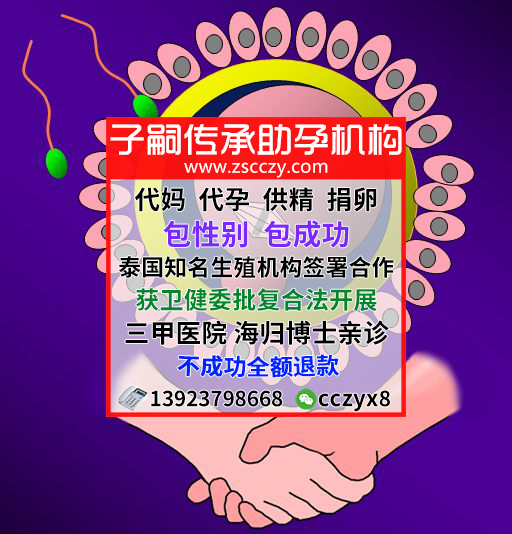 子嗣传承助孕机构
www.zsczy.com
代妈 代孕 供精 捐卵
包性别 包成功
泰国知名生殖机构签署合作
获卫健委批复合法开展
三甲医院 海归博士亲诊
不成功全额退款
13923798668 cczyx8